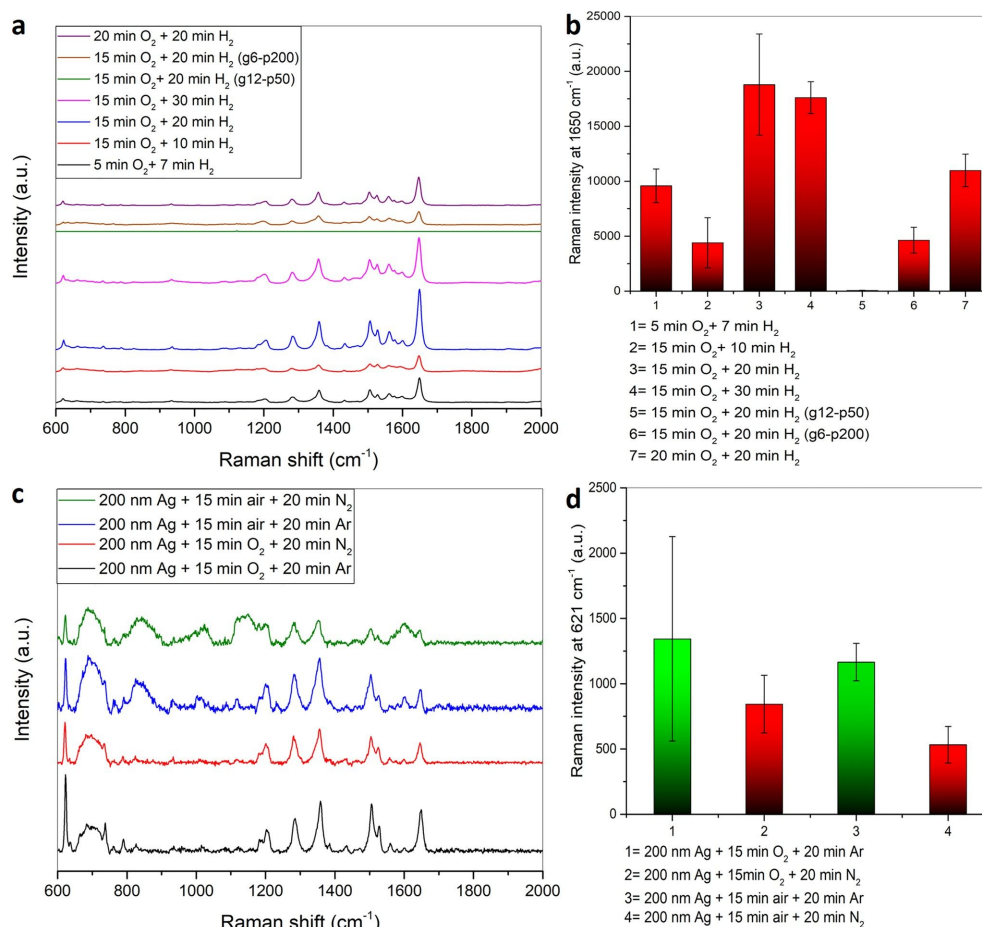 a
20 min O₂ + 20 min H₂
15 min O₂ + 20 min H₂ (g6-p200)
15 min O₂+ 20 min H₂ (g12-p50)
15 min O₂ + 30 min H₂
15 min O₂ + 20 min H₂
15 min O₂ + 10 min H₂
5 min O₂+ 7 min H₂
Intensity (a.u.)
600 800 1000 1200 1400 1600 1800 2000
Raman shift (cm⁻¹)
b
Raman intensity at 1650 cm⁻¹ (a.u.)
25000
20000
15000
10000
5000
0
1 2 3 4 5 6 7
1= 5 min O₂+ 7 min H₂
2= 15 min O₂+ 10 min H₂
3= 15 min O₂ + 20 min H₂
4= 15 min O₂ + 30 min H₂
5= 15 min O₂ + 20 min H₂ (g12-p50)
6= 15 min O₂ + 20 min H₂ (g6-p200)
7= 20 min O₂ + 20 min H₂
c
200 nm Ag + 15 min air + 20 min N₂
200 nm Ag + 15 min air + 20 min Ar
200 nm Ag + 15 min O₂ + 20 min N₂
200 nm Ag + 15 min O₂ + 20 min Ar
Intensity (a.u.)
600 800 1000 1200 1400 1600 1800 2000
Raman shift (cm⁻¹)
d
Raman intensity at 621 cm⁻¹ (a.u.)
2500
2000
1500
1000
500
0
1 2 3 4
1= 200 nm Ag + 15 min O₂ + 20 min Ar
2= 200 nm Ag + 15min O₂ + 20 min N₂
3= 200 nm Ag + 15 min air + 20 min Ar
4= 200 nm Ag + 15 min air + 20 min N₂